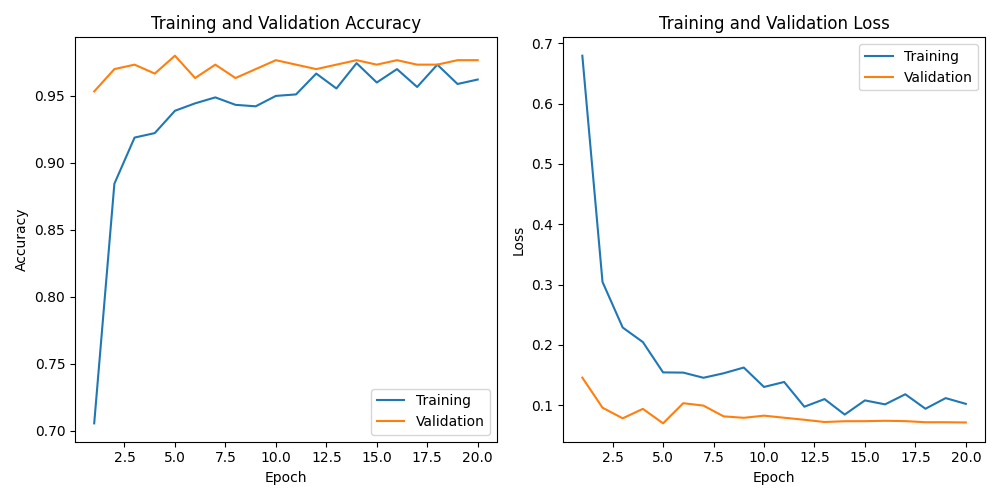 Training and Validation Accuracy
Accuracy
0.95
0.90
0.85
0.80
0.75
0.70
2.5 5.0 7.5 10.0 12.5 15.0 17.5 20.0
Epoch
Training
Validation
Training and Validation Loss
Loss
0.7
0.6
0.5
0.4
0.3
0.2
0.1
2.5 5.0 7.5 10.0 12.5 15.0 17.5 20.0
Epoch
Training
Validation